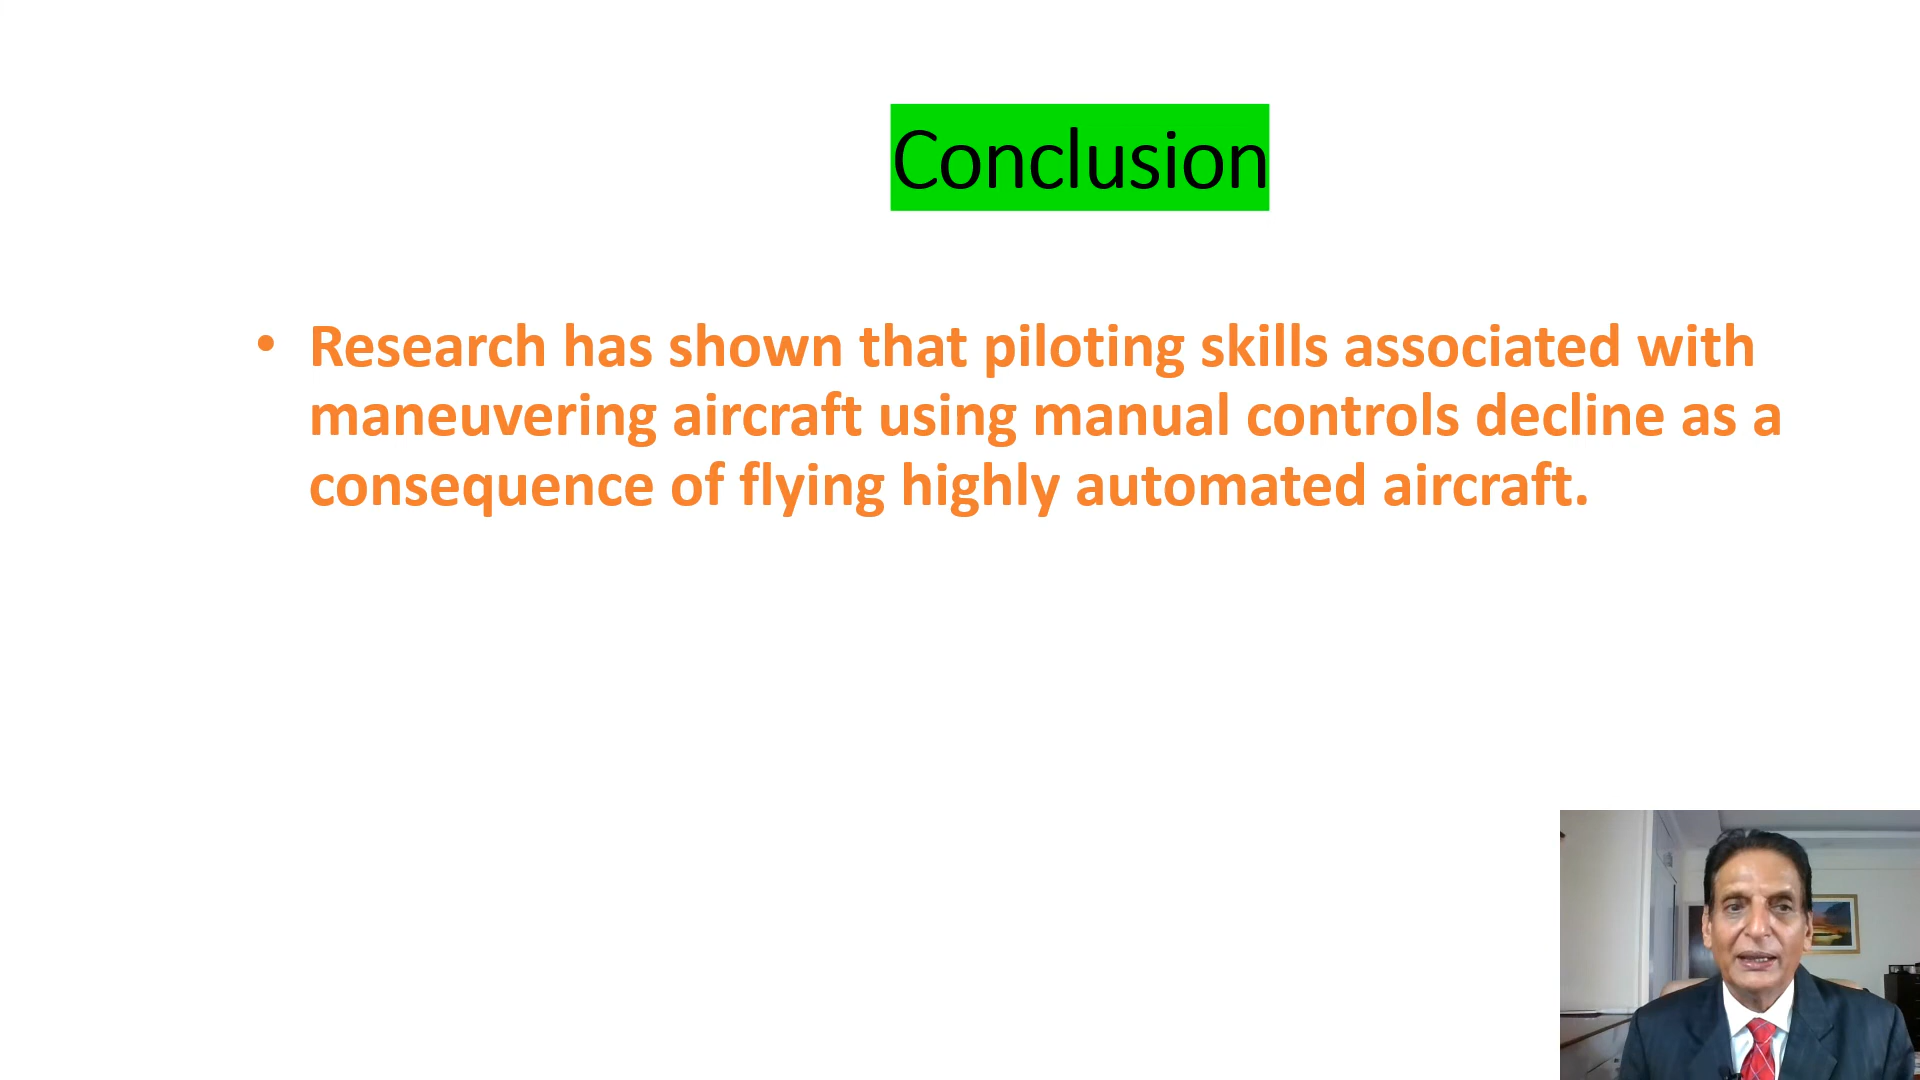 Conclusion
• Research has shown that piloting skills associated with
maneuvering aircraft using manual controls decline as a
consequence of flying highly automated aircraft.